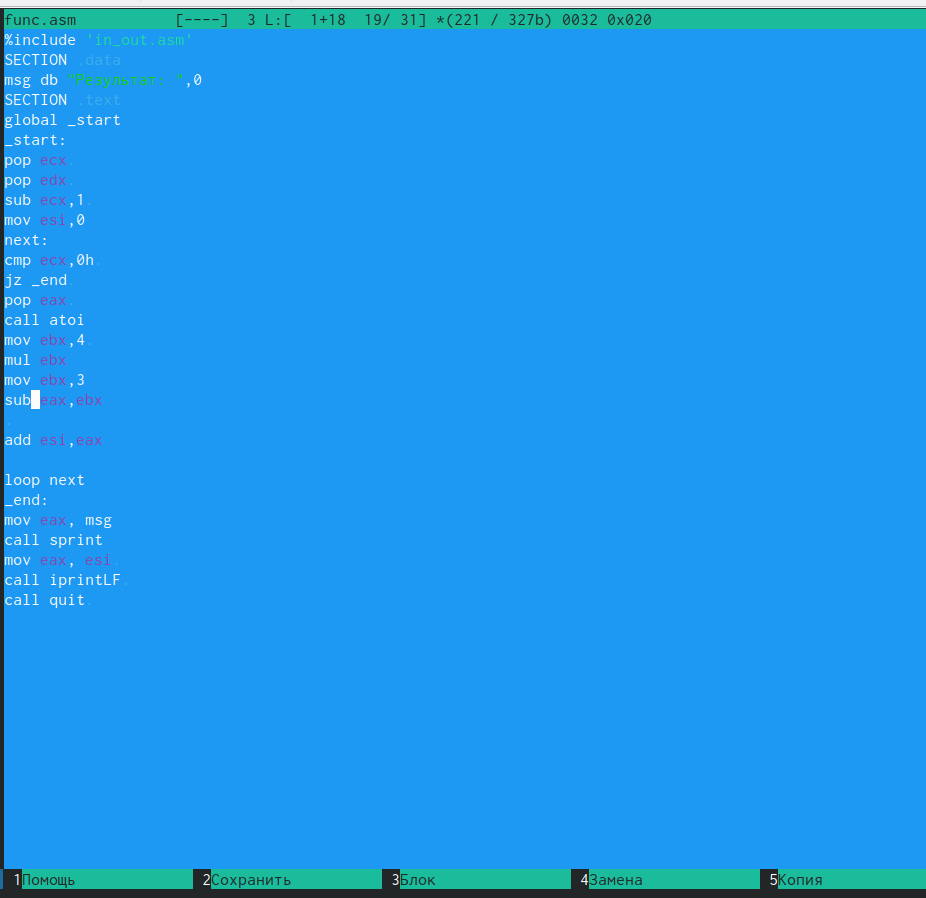 func.asm [----] 3 L:[ 1+18 19/ 31] *(221 / 327b) 0032 0x020
%include 'in_out.asm'
SECTION .data
msg db "Результат: ",0
SECTION .text
global _start
_start:
pop ecx
pop edx
sub ecx,1
mov esi,0
next:
cmp ecx,0h
jz _end
pop eax
call atoi
mov ebx,4
mul ebx
mov ebx,3
sub eax,ebx
add esi,eax
loop next
_end:
mov eax, msg
call sprint
mov eax, esi
call iprintLF
call quit
1Помощь 2Сохранить 3Блок 4Замена 5Копия